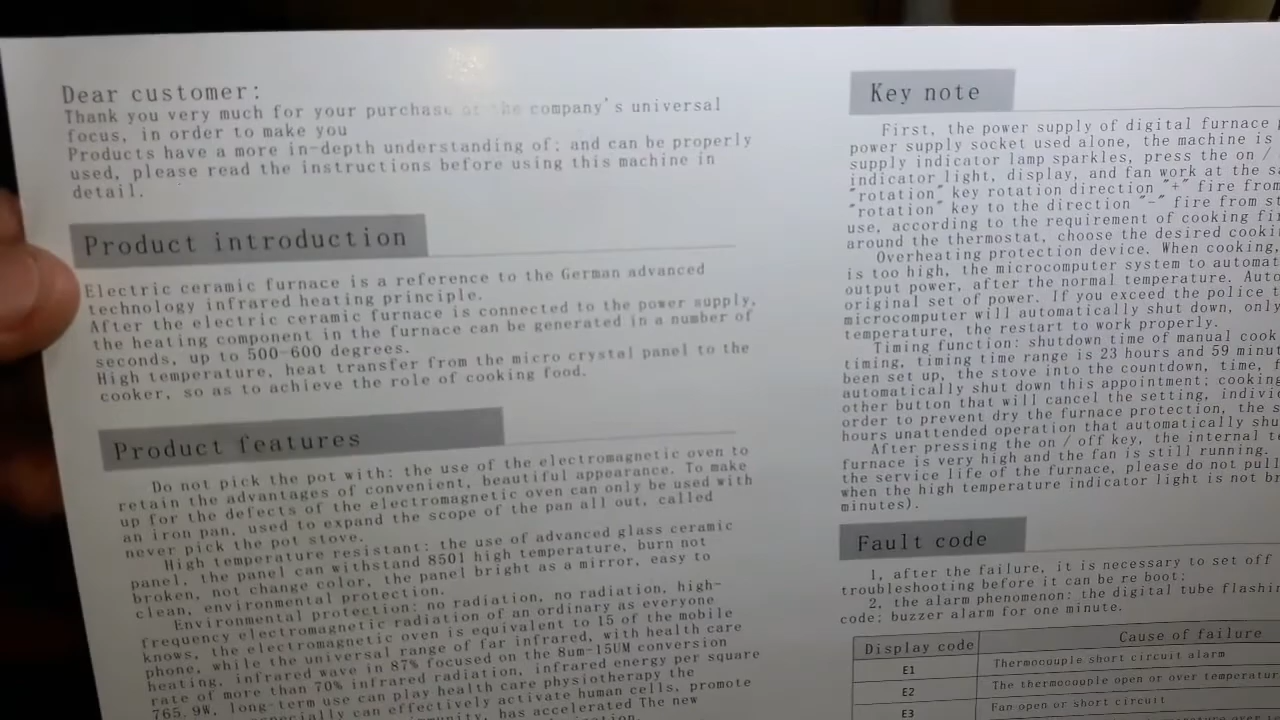 Dear customer:
Thank you very much for your purchase company's universal
focus, in order to make you
Products have a more in-depth understanding of; and can be properly
used, please read the instructions before using this machine in
detail.
Product introduction
Electric ceramic furnace is a reference to the German advanced
technology infrared heating principle.
After the electric ceramic furnace is connected to the power supply,
the heating component in the furnace can be generated in a number of
seconds, up to 500-600 degrees.
High temperature, heat transfer from the micro crystal panel to the
cooker, so as to achieve the role of cooking food.
Product features
Do not pick the pot with: the use of the electromagnetic oven to
retain the advantages of convenient, beautiful appearance. To make
up for the defects of the electromagnetic oven can only be used with
an iron pan, used to expand the scope of the pan all out, called
never pick the pot stove.
High temperature resistant: the use of advanced glass ceramic
panel, the panel can withstand 8501 high temperature, burn not
broken, not change color, the panel bright as a mirror, easy to
clean, environmental protection.
Environmental protection: no radiation, no radiation, high-
frequency electromagnetic radiation of an ordinary as everyone
knows, the electromagnetic oven is equivalent to 15 of the mobile
phone, while the universal range of far infrared, with health care
heating, infrared wave in 87% focused on the 8um-15UM conversion
rate of more than 70% infrared radiation, infrared energy per square
765.9W, long-term use can play health care physiotherapy the
can effectively activate human cells, promote
has accelerated The new
Key note
First, the power supply of digital furnace
power supply socket used alone, the machine is
supply indicator lamp sparkles, press the on /
indicator light, display, and fan work at the
"rotation" key rotation direction "+" fire from
"rotation" key to the direction "-" fire from
use, according to the requirement of cooking
around the thermostat, choose the desired
Overheating protection device. When cooking,
is too high, the microcomputer system to
output power, after the normal temperature.
original set of power. If you exceed the police
microcomputer will automatically shut down, only
temperature, the restart to work properly.
Timing function: shutdown time of manual
timing, timing time range is 23 hours and 59
been set up, the stove into the countdown, time,
automatically shut down this appointment; cooking
other button that will cancel the setting,
order to prevent dry the furnace protection, the
hours unattended operation that automatically
After pressing the on / off key, the internal
furnace is very high and the fan is still running.
the service life of the furnace, please do not pull
when the high temperature indicator light is not
minutes).
Fault code
1, after the failure, it is necessary to set off
troubleshooting before it can be re boot;
2, the alarm phenomenon: the digital tube
code; buzzer alarm for one minute.
Display code Cause of failure
E1 Thermocouple short circuit alarm
E2 The thermocouple open or over
E3 Fan open or short circuit